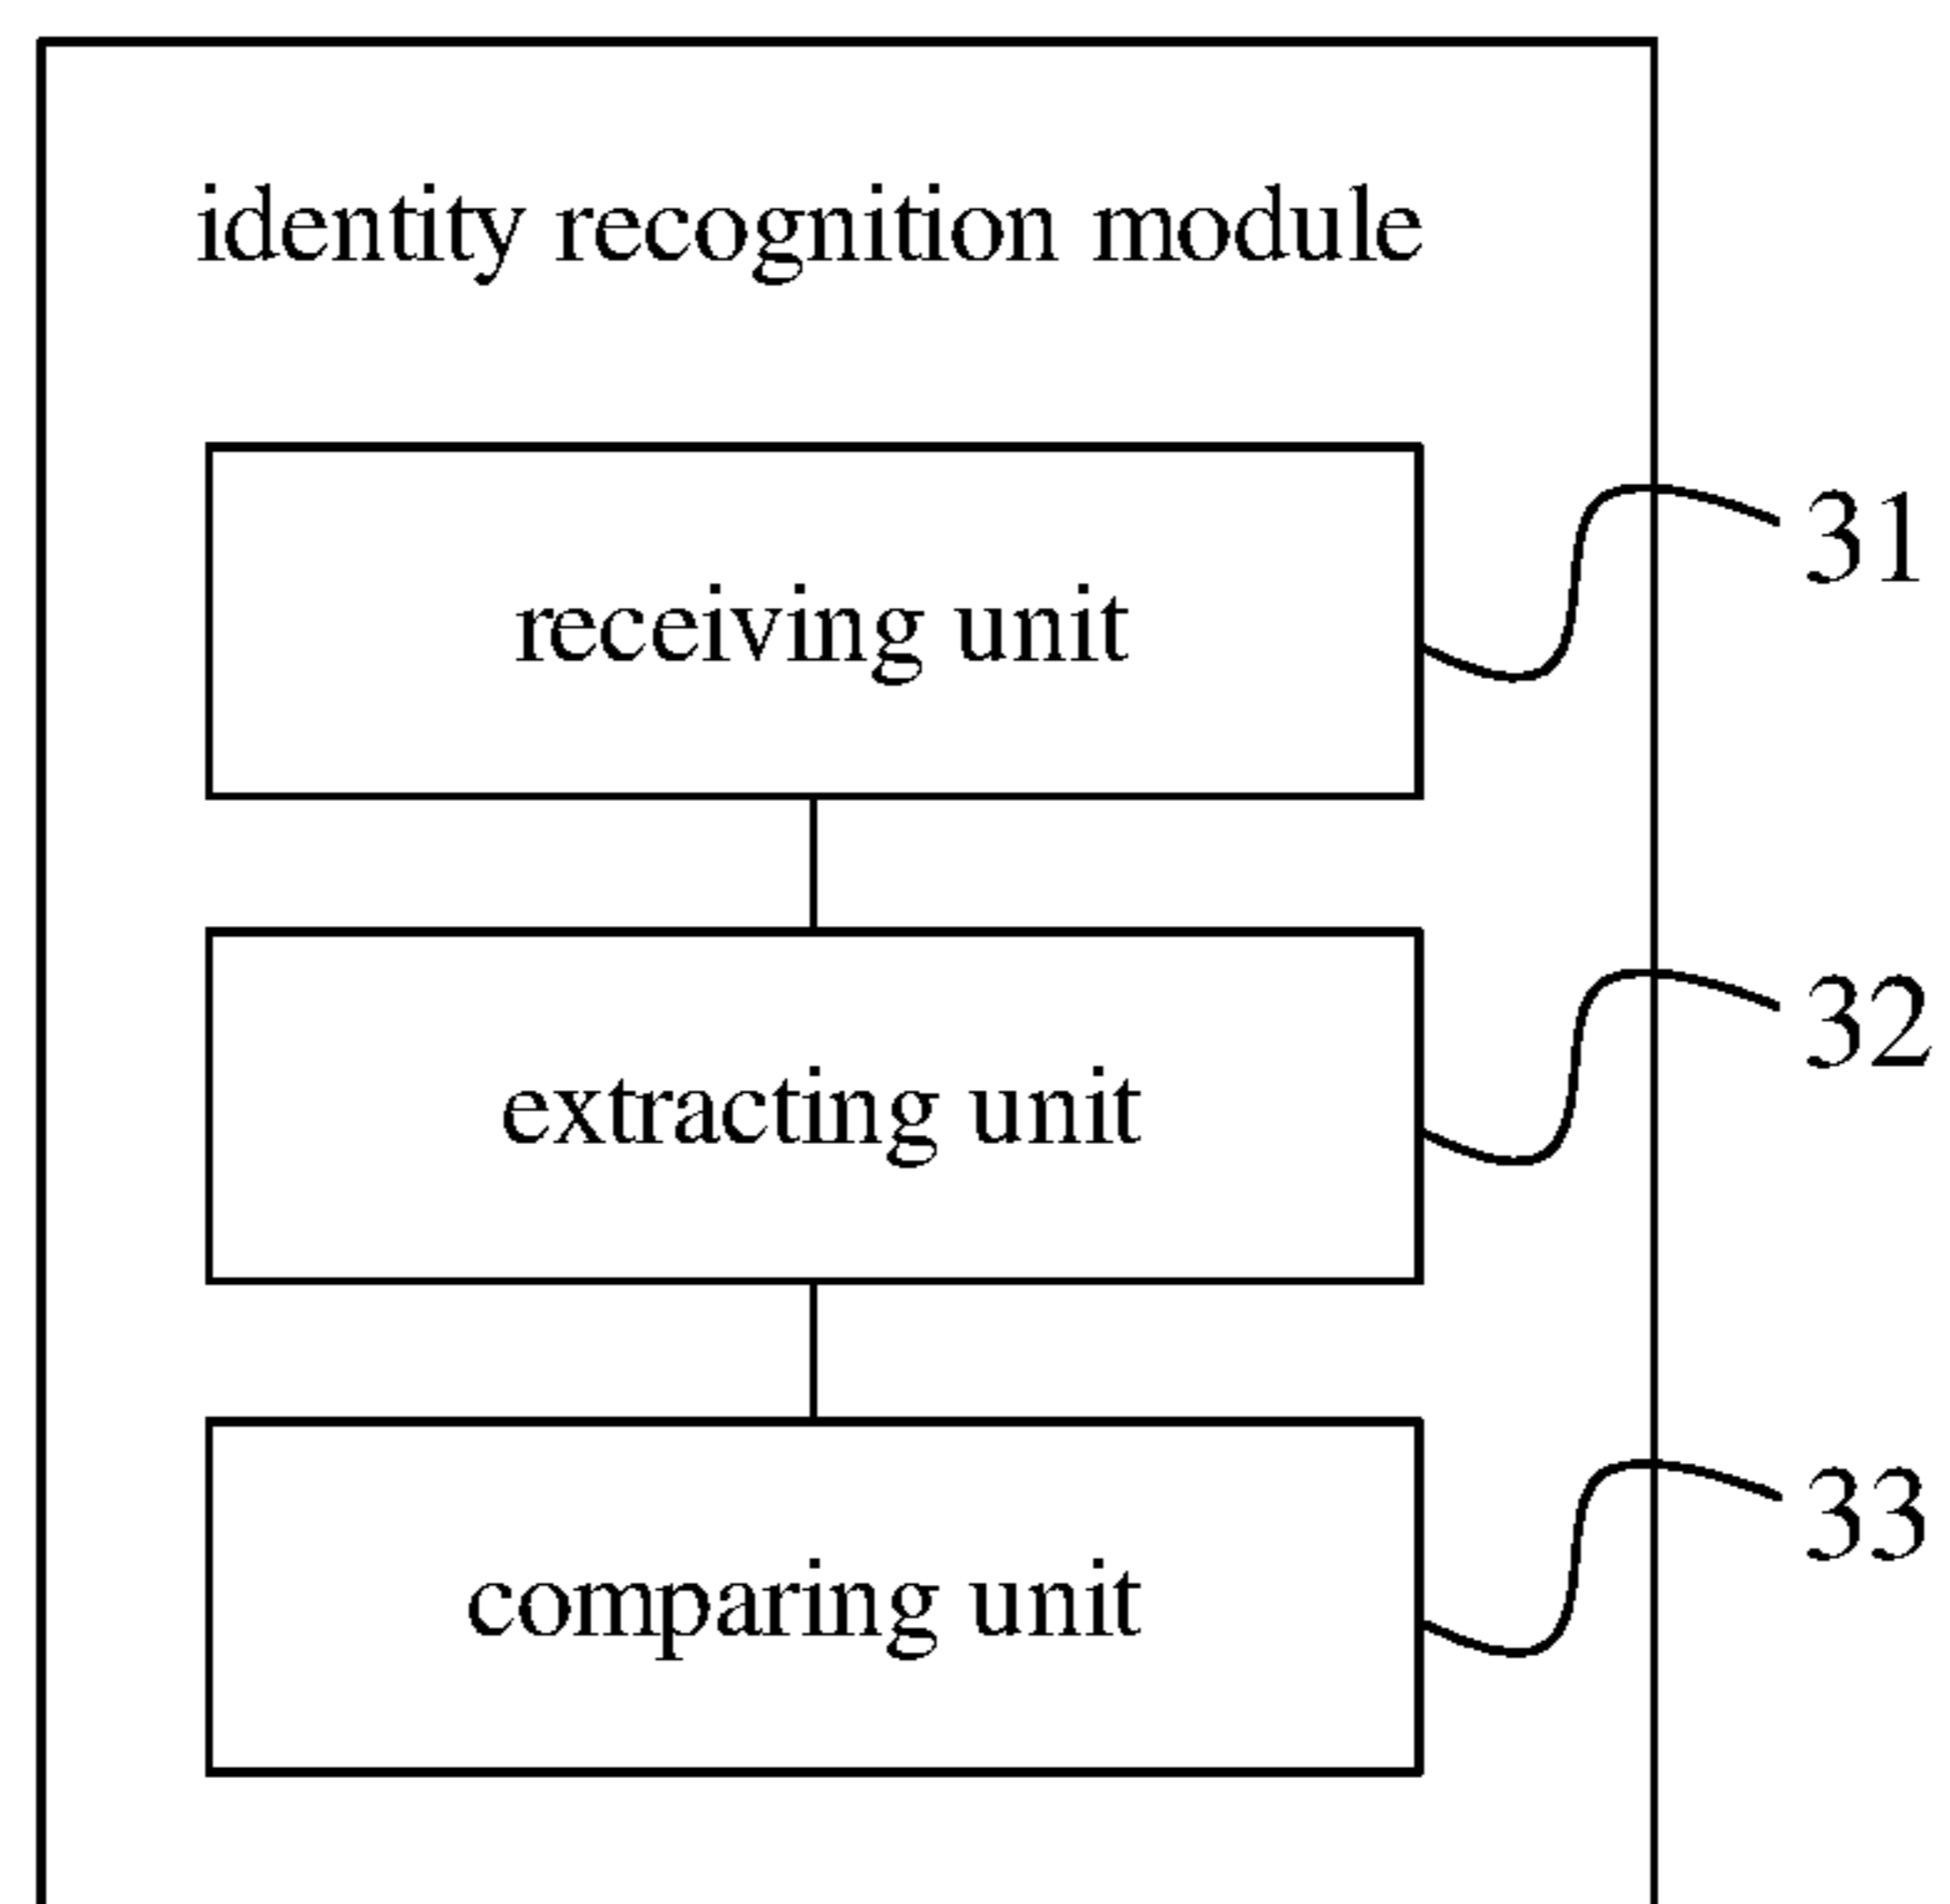 identity recognition module
receiving unit
31
extracting unit
32
comparing unit
33